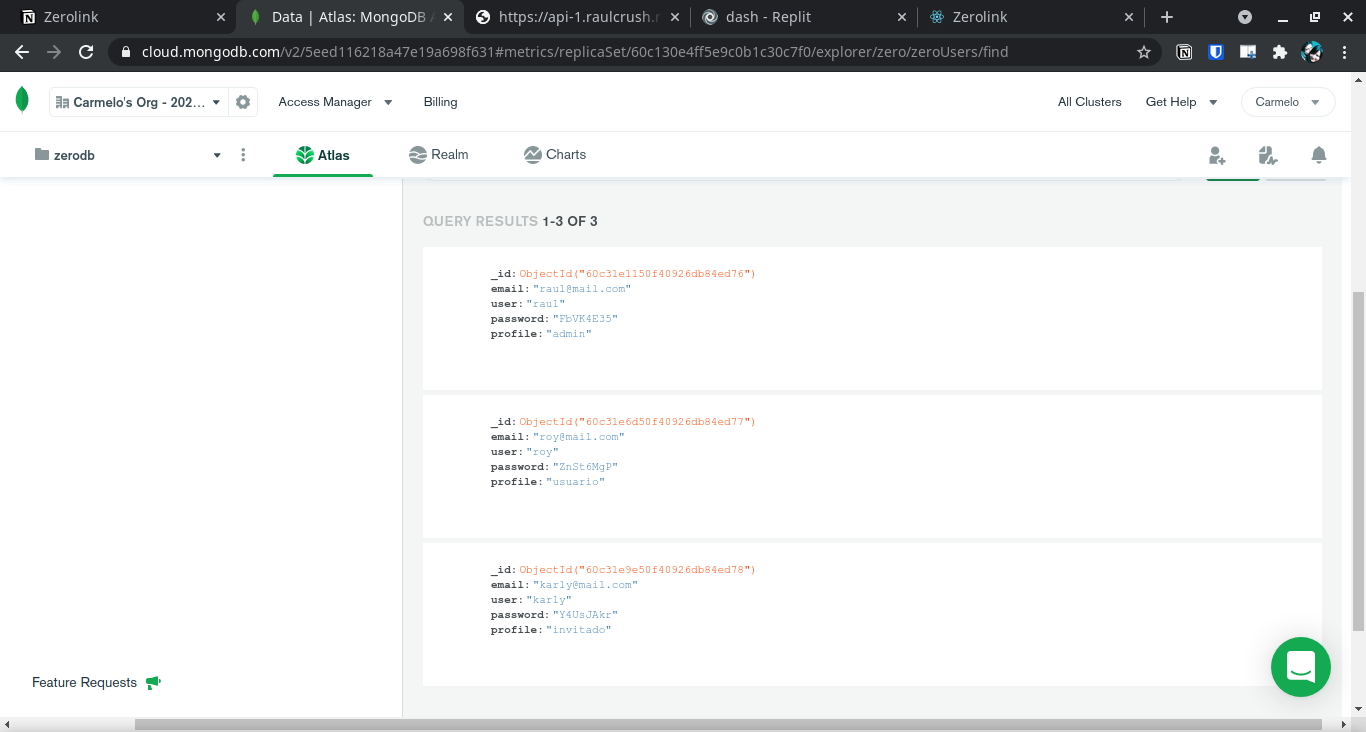 Zerolink
Data | Atlas: MongoDB A
https://api-1.raulcrush.r
dash - Replit
Zerolink
cloud.mongodb.com/v2/5eed116218a47e19a698f631#metrics/replicaSet/60c130e4ff5e9c0b1c30c7f0/explorer/zero/zeroUsers/find
Carmelo's Org - 202...
Access Manager
Billing
All Clusters
Get Help
Carmelo
zerodb
Atlas
Realm
Charts
QUERY RESULTS 1-3 OF 3
_id: ObjectId("60c31e1150f40926db84ed76")
email: "raul@mail.com"
user: "raul"
password: "FbVK4E35"
profile: "admin"
_id: ObjectId("60c31e6d50f40926db84ed77")
email: "roy@mail.com"
user: "roy"
password: "ZnSt6MgP"
profile: "usuario"
_id: ObjectId("60c31e9e50f40926db84ed78")
email: "karly@mail.com"
user: "karly"
password: "Y4UsJAkr"
profile: "invitado"
Feature Requests